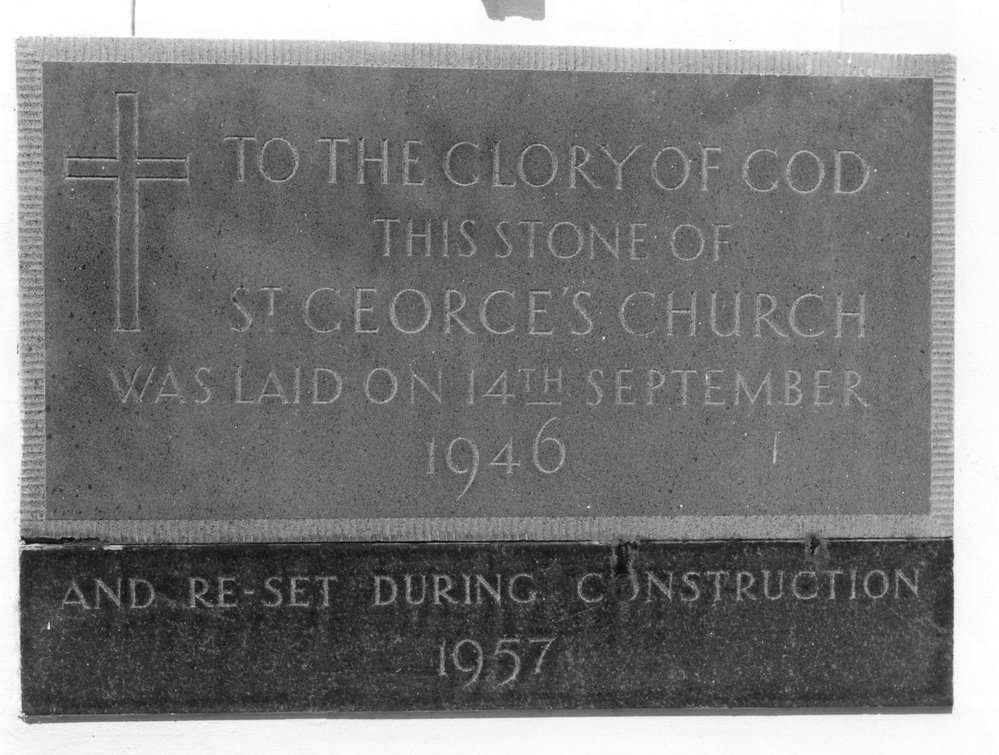 TO THE GLORY OF GOD
THIS STONE OF
ST GEORGE'S CHURCH
WAS LAID ON 14TH SEPTEMBER
1946
AND RE-SET DURING CONSTRUCTION
1957